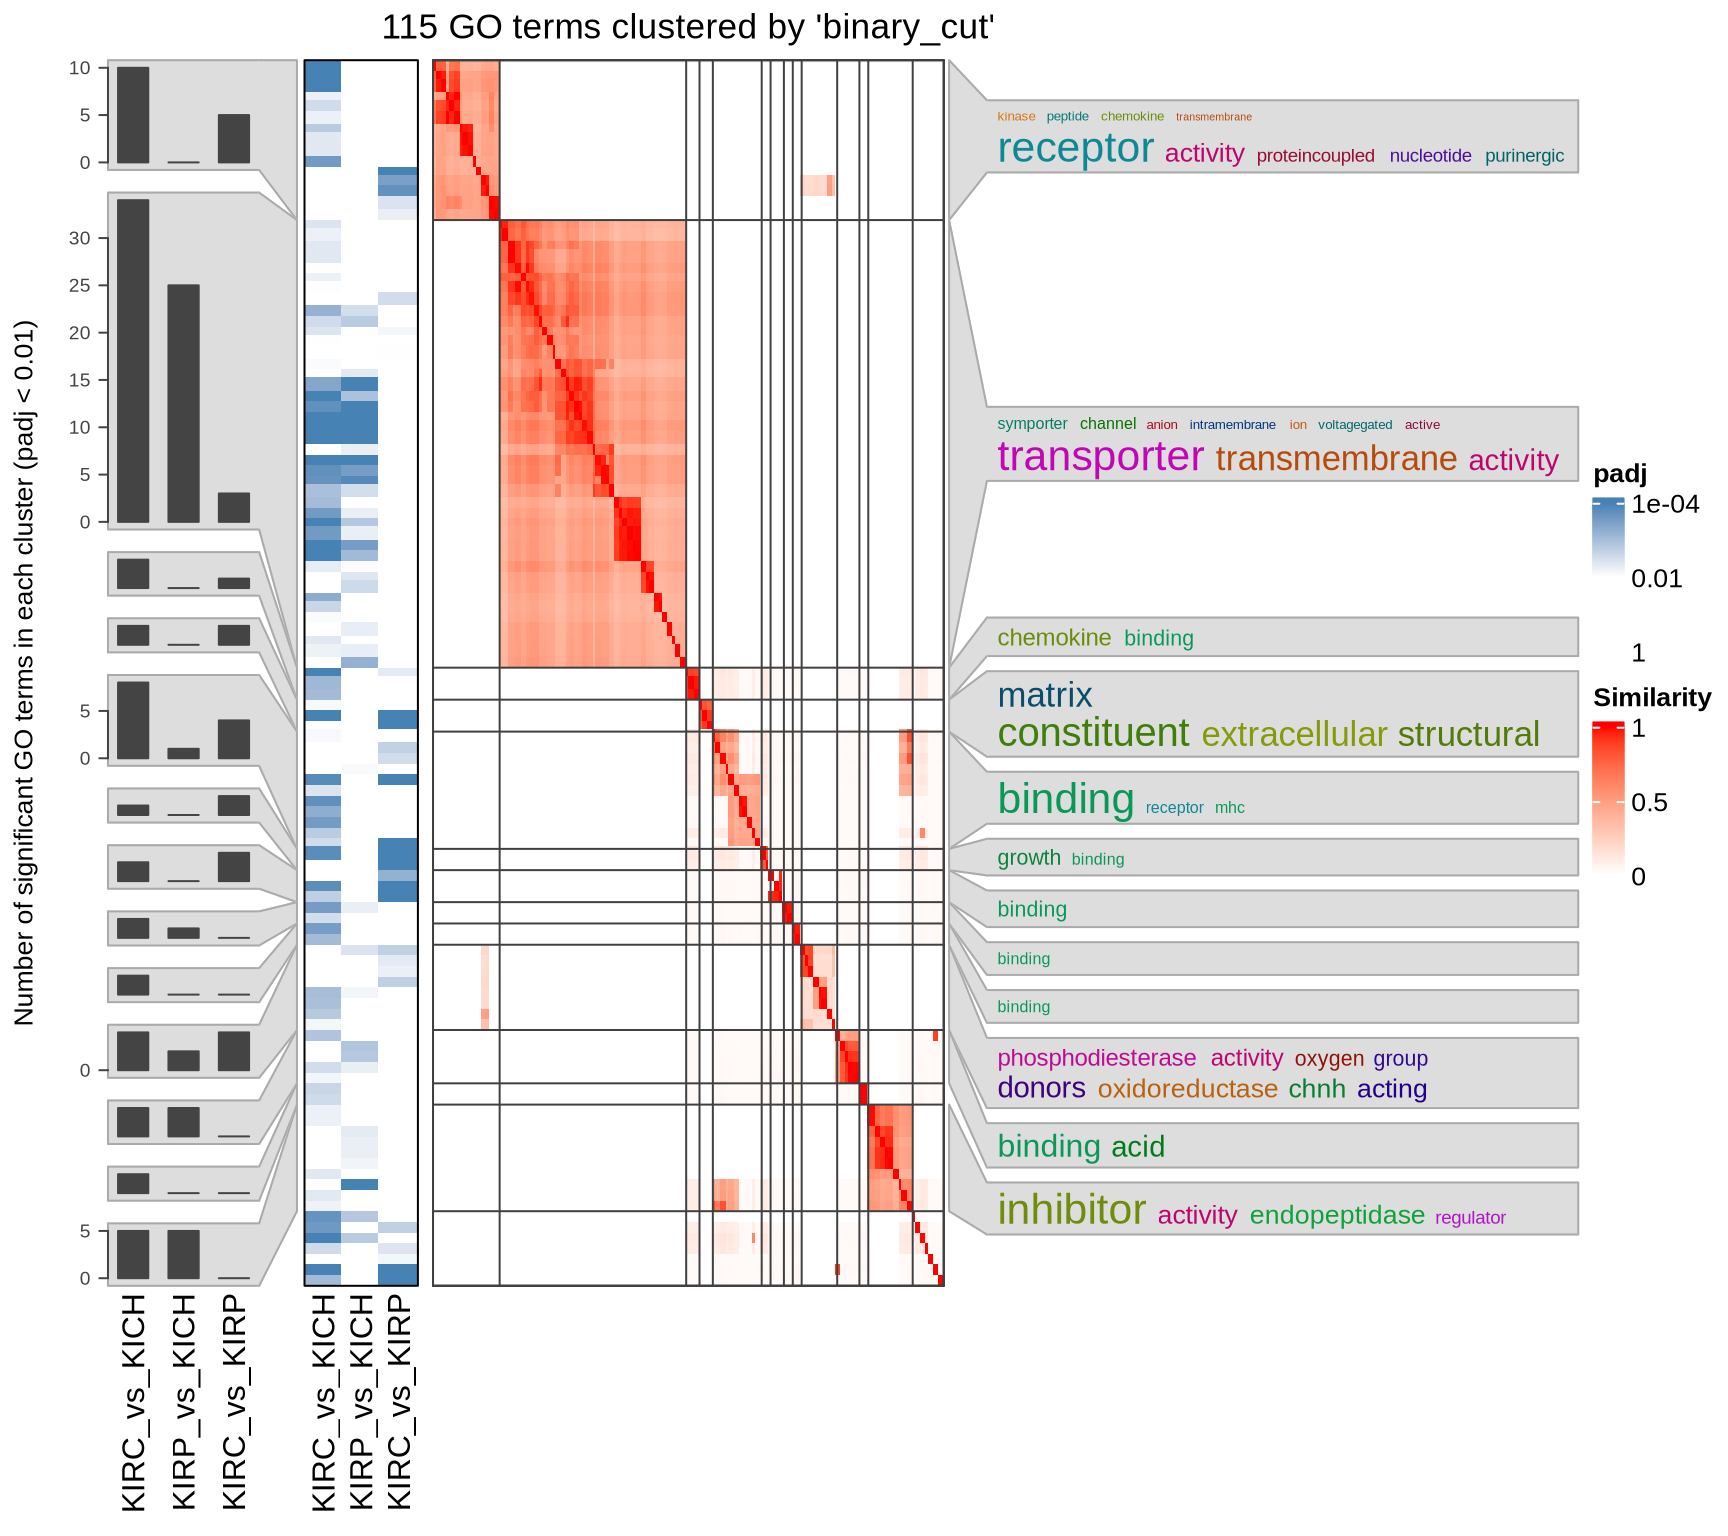 115 GO terms clustered by 'binary_cut'
Number of significant GO terms in each cluster (padj < 0.01)
10
5
0
30
25
20
15
10
5
0
5
0
0
5
0
KIRC_vs_KICH
KIRP_vs_KICH
KIRC_vs_KIRP
KIRC_vs_KICH
KIRP_vs_KICH
KIRC_vs_KIRP
kinase peptide chemokine transmembrane
receptor activity proteincoupled nucleotide purinergic
symporter channel anion intramembrane ion voltagegated active
transporter transmembrane activity
chemokine binding
matrix
constituent extracellular structural
binding receptor mhc
growth binding
binding
binding
binding
phosphodiesterase activity oxygen group
donors oxidoreductase chnh acting
binding acid
inhibitor activity endopeptidase regulator
padj
1e-04
0.01
1
Similarity
1
0.5
0